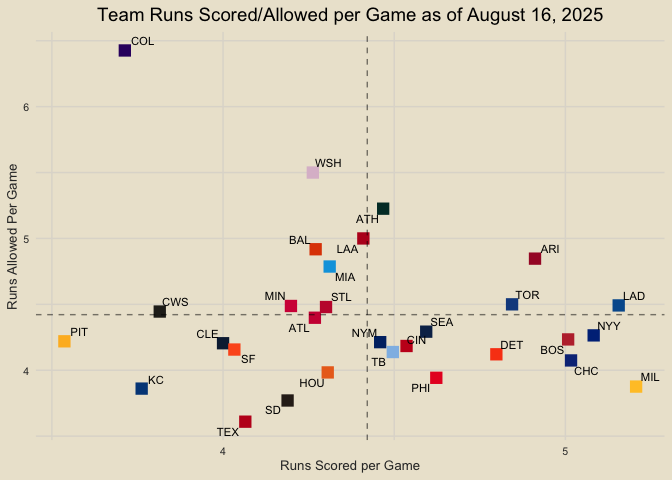 Team Runs Scored/Allowed per Game as of August 16, 2025
COL
6
WSH
ATH
5
BAL
LAA
ARI
MIA
MIN
STL
TOR
LAD
CWS
ATL
SEA
NYY
PIT
CLE
NYM
CIN
SF
TB
DET
BOS
4
HOU
PHI
CHC
MIL
KC
SD
TEX
4
5
Runs Allowed Per Game
Runs Scored per Game